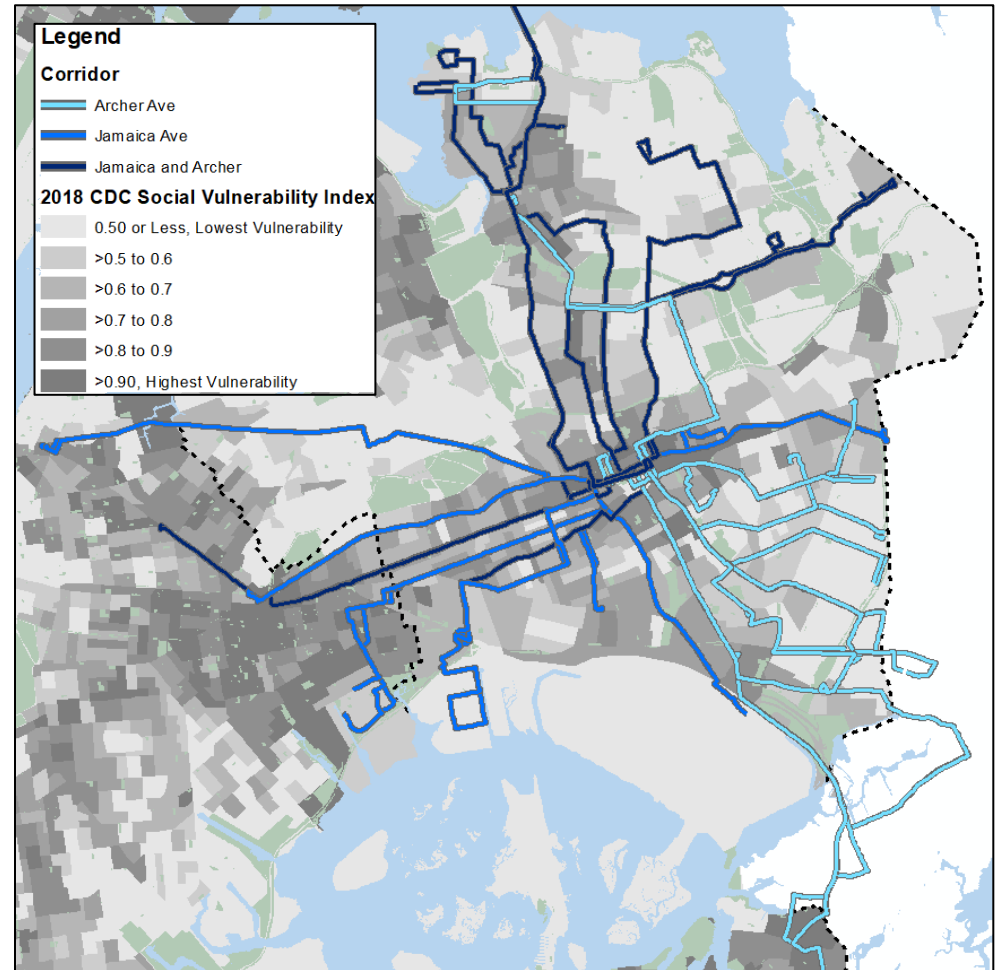 Legend
Corridor
Archer Ave
Jamaica Ave
Jamaica and Archer
2018 CDC Social Vulnerability Index
0.50 or Less, Lowest Vulnerability
>0.5 to 0.6
>0.6 to 0.7
>0.7 to 0.8
>0.8 to 0.9
>0.90, Highest Vulnerability